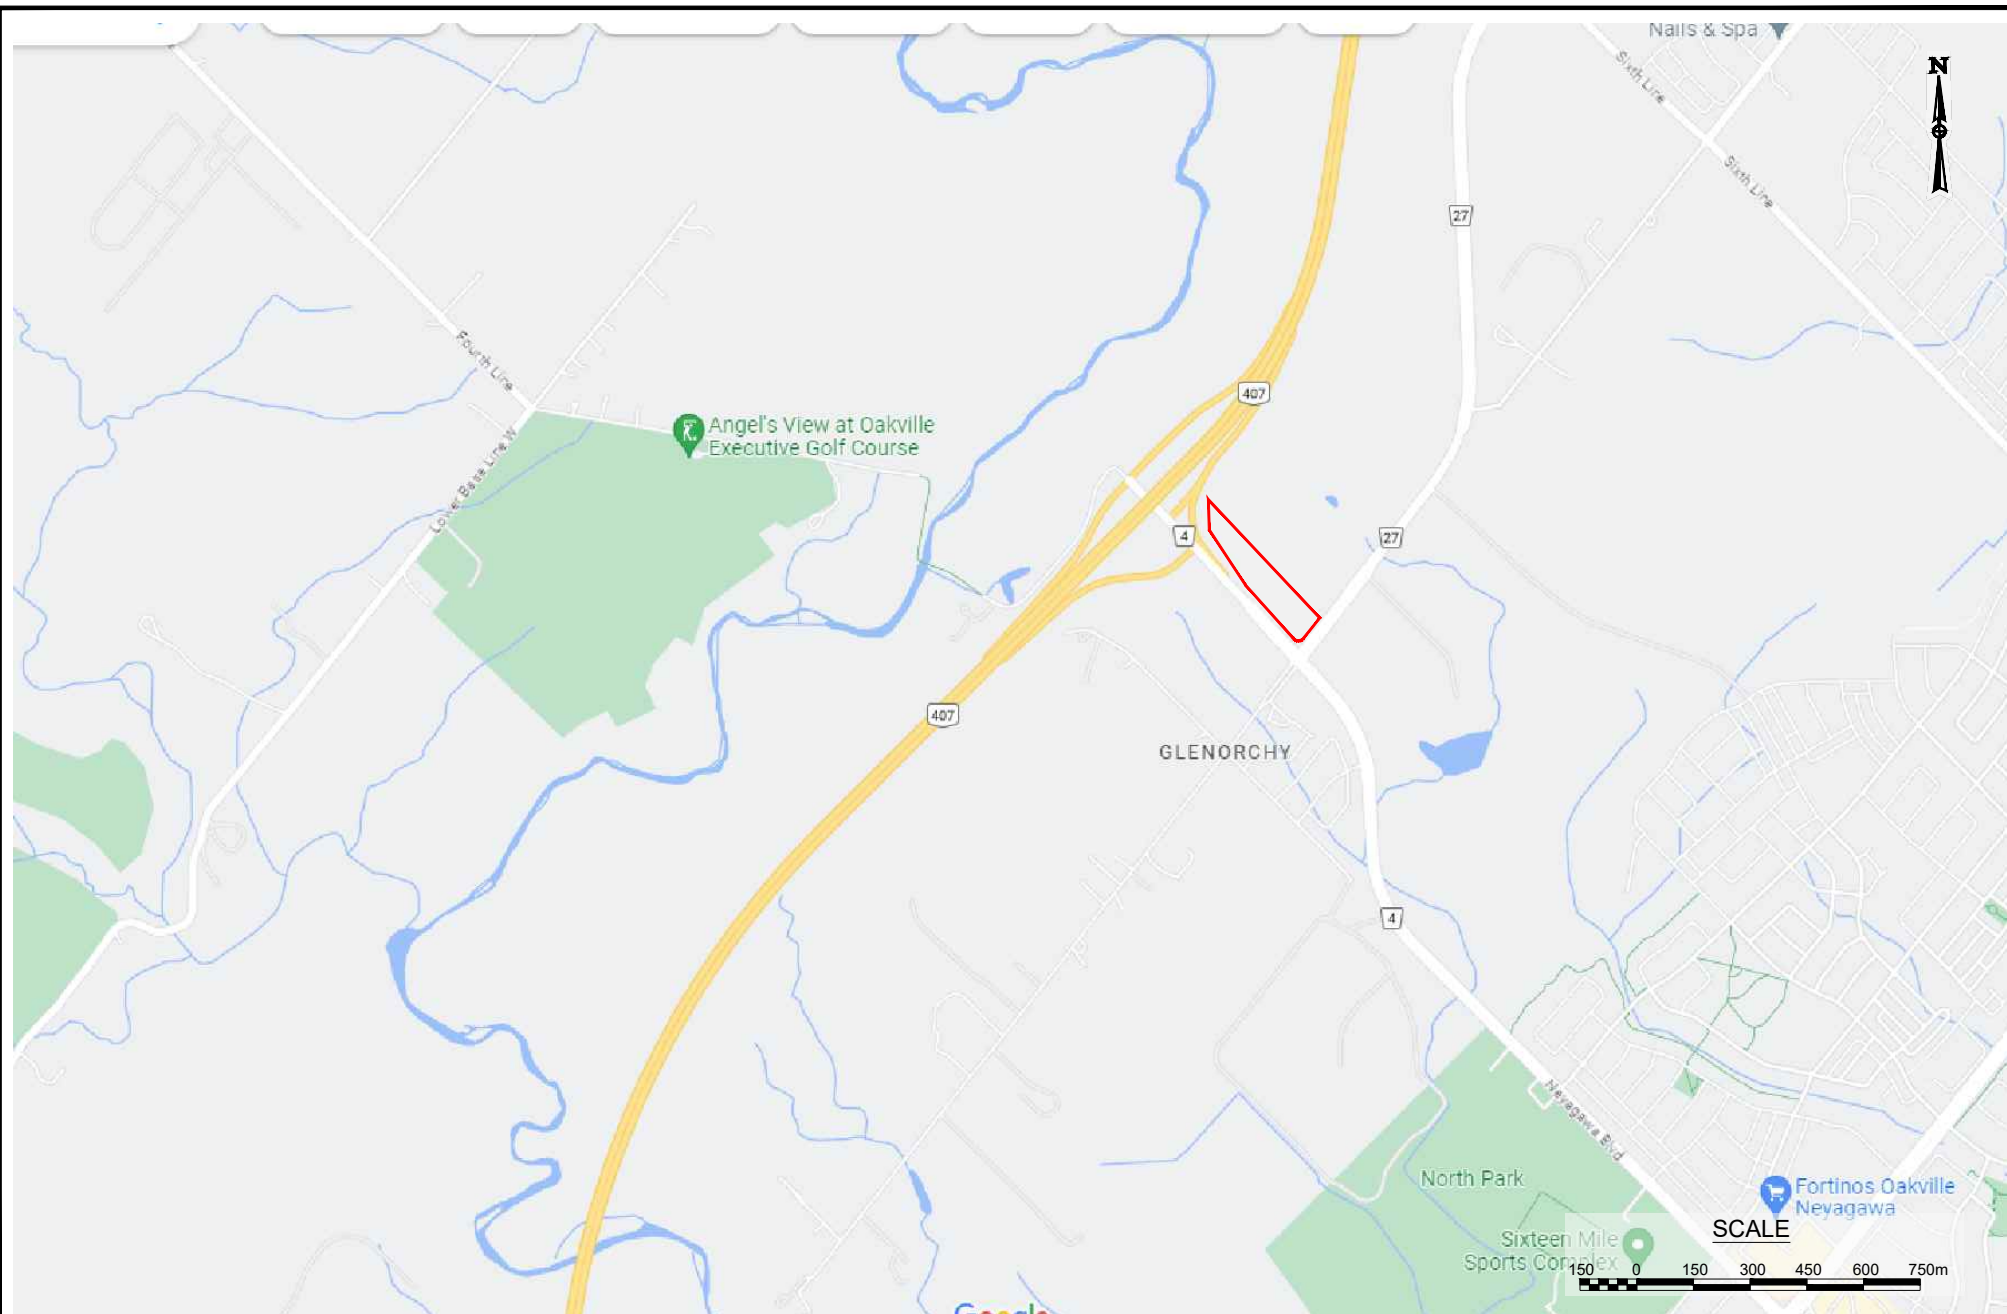 Nails & Spa
N
Sixth Line
Sixth Line
27
Fourth Line
407
Angel's View at Oakville
Executive Golf Course
Lower Base Line W
4
27
407
GLENORCHY
4
Neyagawa Blvd
North Park
Fortinos Oakville
Neyagawa
SCALE
Sixteen Mile
Sports Complex
150 0 150 300 450 600 750m
Google